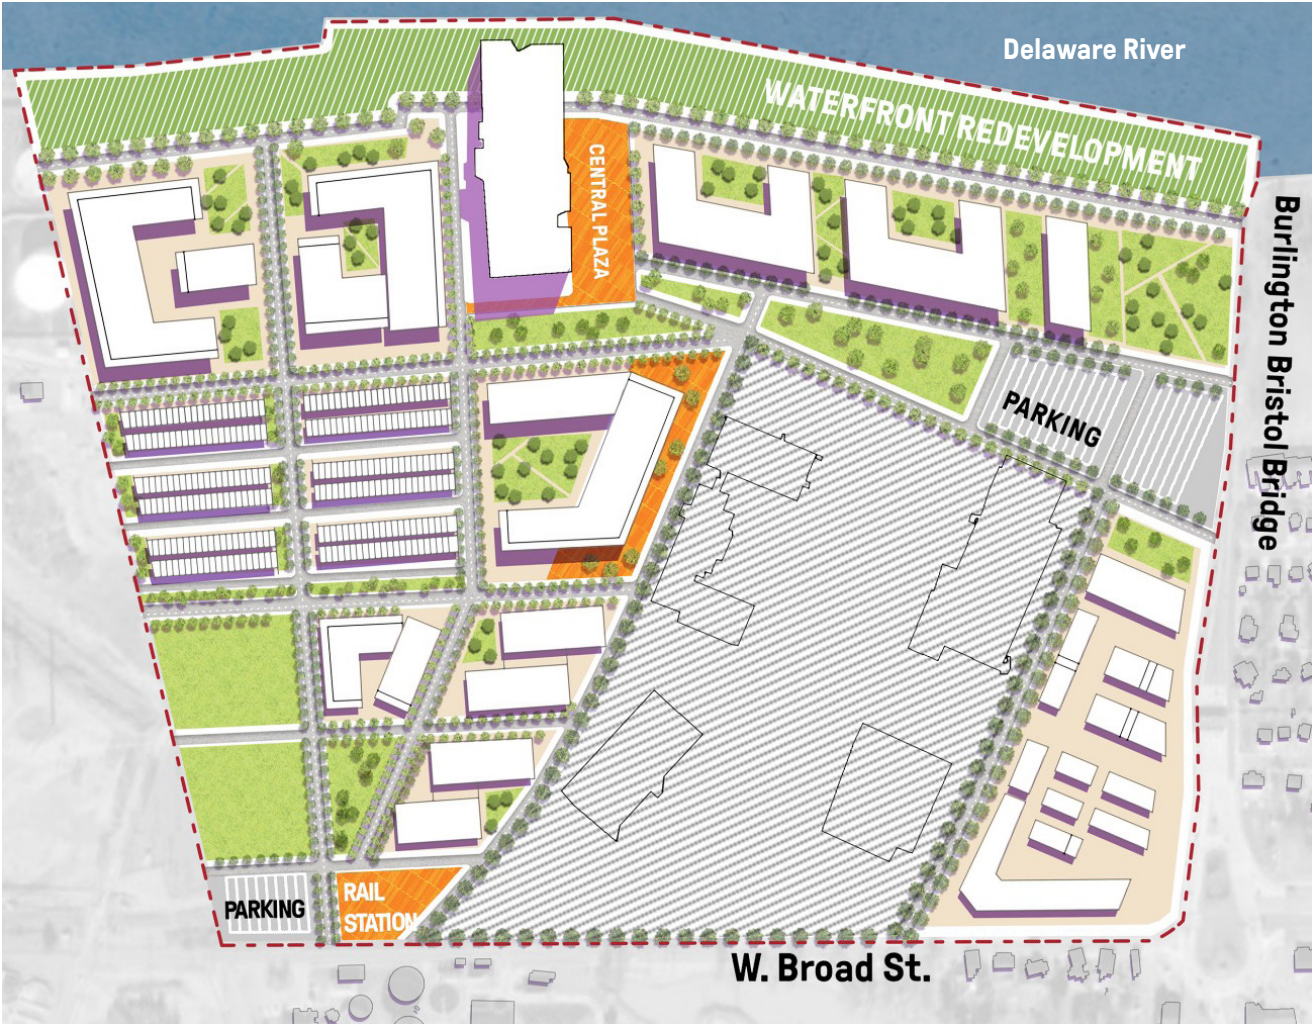 Delaware River
WATERFRONT REDEVELOPMENT
CENTRAL PLAZA
Burlington Bristol Bridge
PARKING
RAIL
STATION
PARKING
W. Broad St.